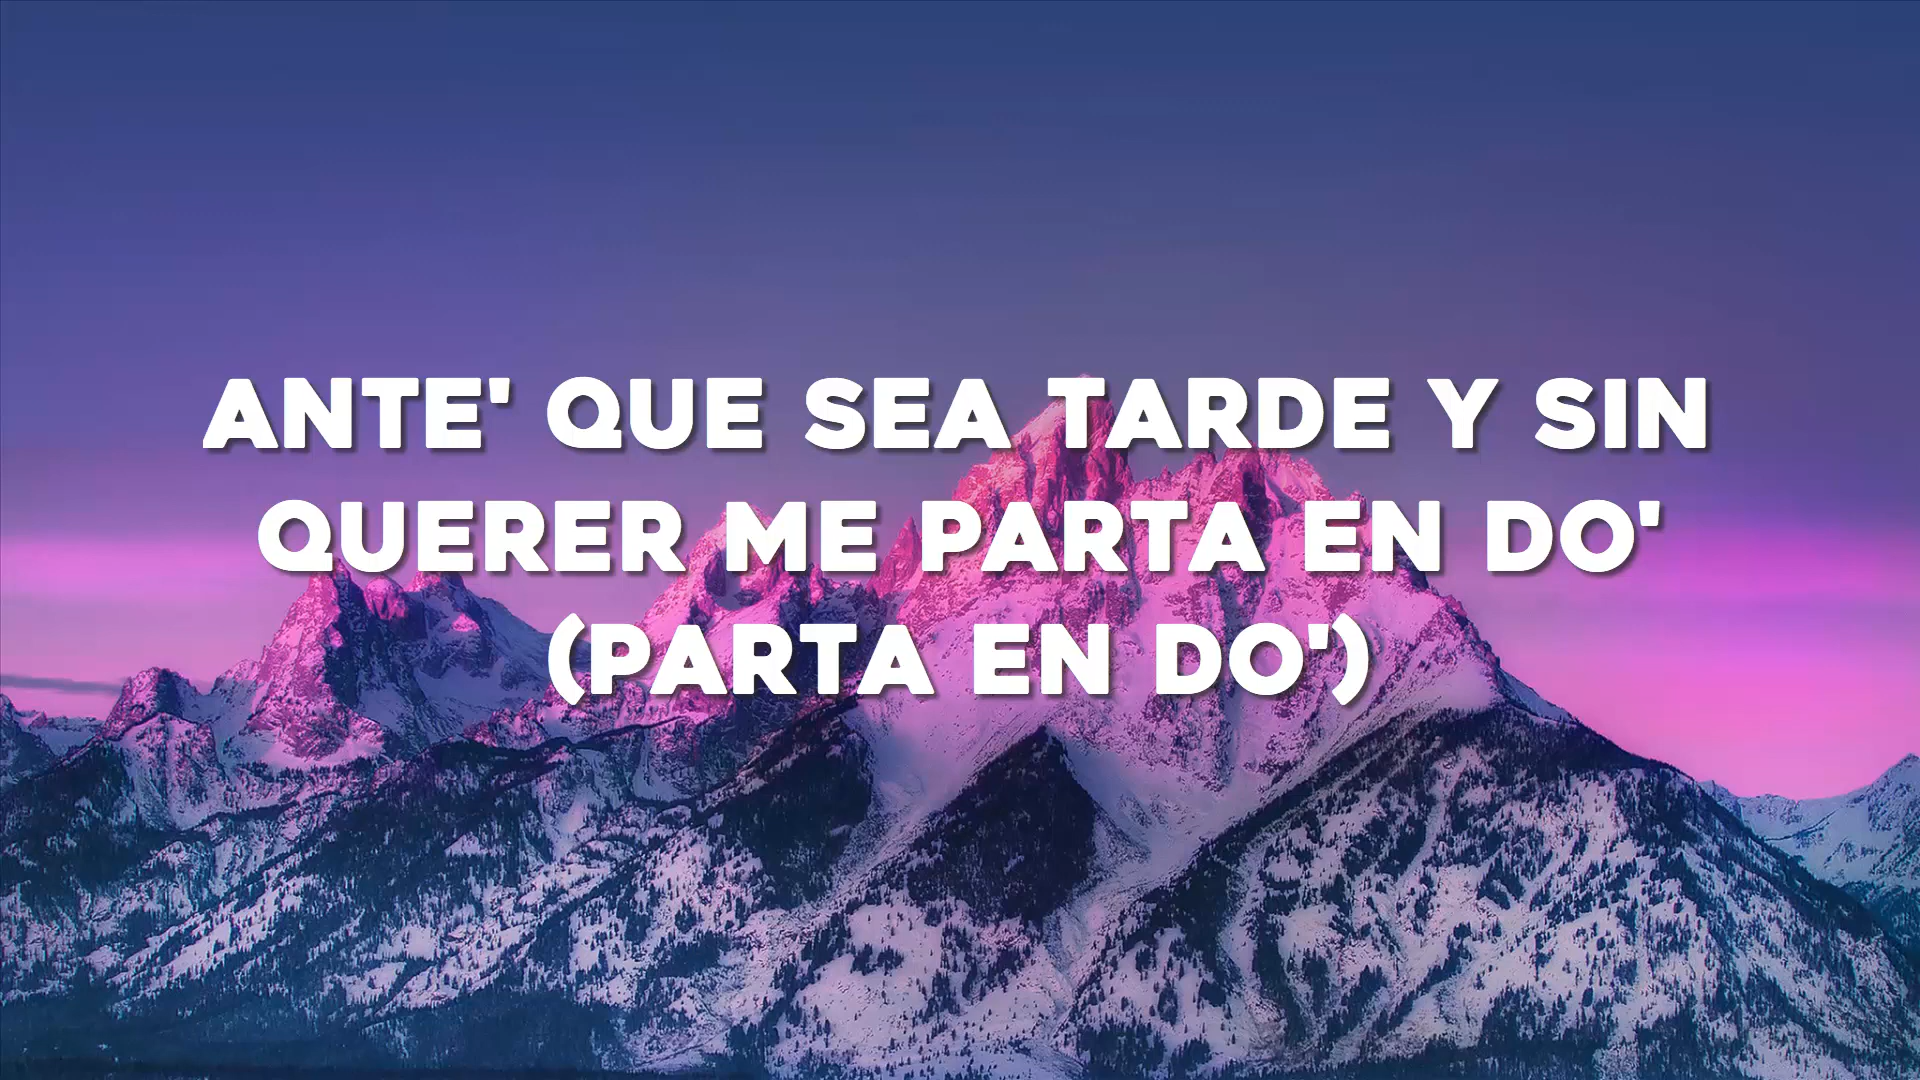 ANTE' QUE SEA TARDE Y SIN
QUERER ME PARTA EN DO'
(PARTA EN DO')